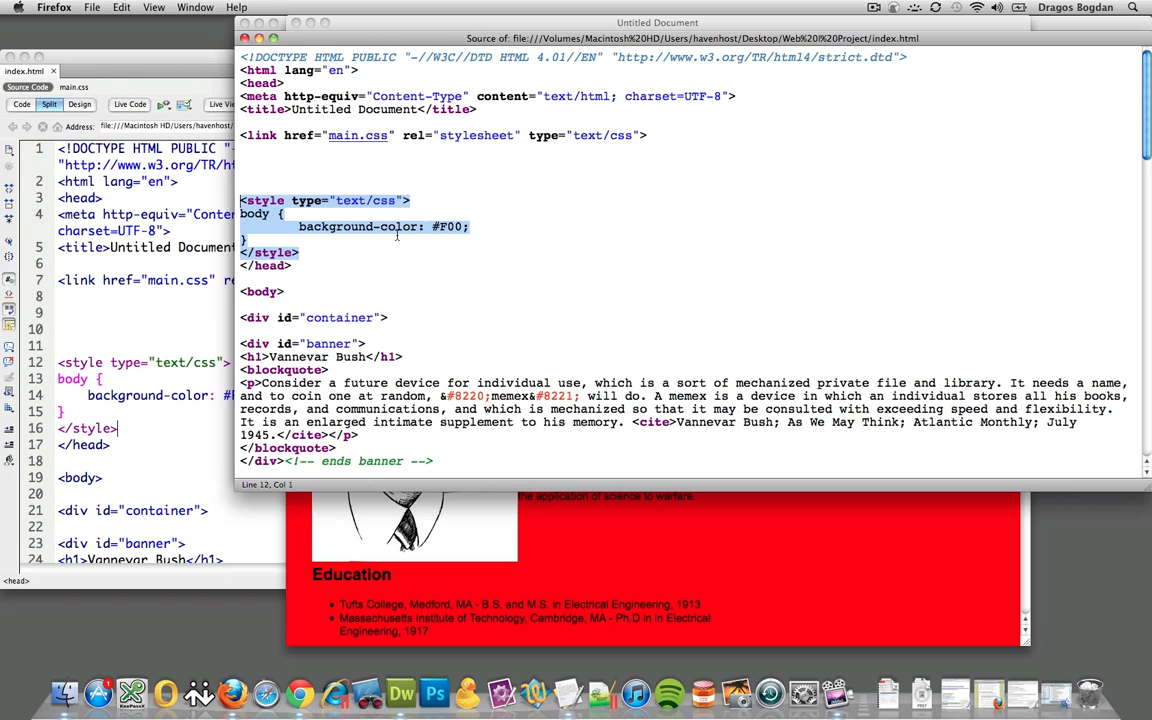 Firefox File Edit View Window Help Dragos Bogdan
Untitled Document
Source of: file:///Volumes/Macintosh%20HD/Users/havenhost/Desktop/Web%20I%20Project/index.html
<!DOCTYPE HTML PUBLIC "-//W3C//DTD HTML 4.01//EN" "http://www.w3.org/TR/html4/strict.dtd">
<html lang="en">
<head>
<meta http-equiv="Content-Type" content="text/html; charset=UTF-8">
<title>Untitled Document</title>
<link href="main.css" rel="stylesheet" type="text/css">
<style type="text/css">
body {
background-color: #F00;
}
</style>
</head>
<body>
<div id="container">
<div id="banner">
<h1>Vannevar Bush</h1>
<blockquote>
<p>Consider a future device for individual use, which is a sort of mechanized private file and library. It needs a name,
and to coin one at random, &#8220;memex&#8221; will do. A memex is a device in which an individual stores all his books,
records, and communications, and which is mechanized so that it may be consulted with exceeding speed and flexibility.
It is an enlarged intimate supplement to his memory. <cite>Vannevar Bush; As We May Think; Atlantic Monthly; July
1945.</cite></p>
</blockquote>
</div><!-- ends banner -->
Line 12, Col 1
index.html
Source Code main.css
Code Split Design Live Code Live Vi
Address: file:///Macintosh HD/Users/havenhos
1 <!DOCTYPE HTML PUBLIC "-
"http://www.w3.org/TR/ht
2 <html lang="en">
3 <head>
4 <meta http-equiv="Conten
charset=UTF-8">
5 <title>Untitled Document
6
7 <link href="main.css" re
8
9
10
11
12 <style type="text/css">
13 body {
14 background-color: #F
15 }
16 </style>
17 </head>
18
19 <body>
20
21 <div id="container">
22
23 <div id="banner">
24 <h1>Vannevar Bush</h1>
<head>
the application of science to warfare.
Education
• Tufts College, Medford, MA - B.S. and M.S. in Electrical Engineering, 1913
• Massachusetts Institute of Technology, Cambridge, MA - Ph.D in in Electrical
Engineering, 1917
1
KeePassX
Dw Ps